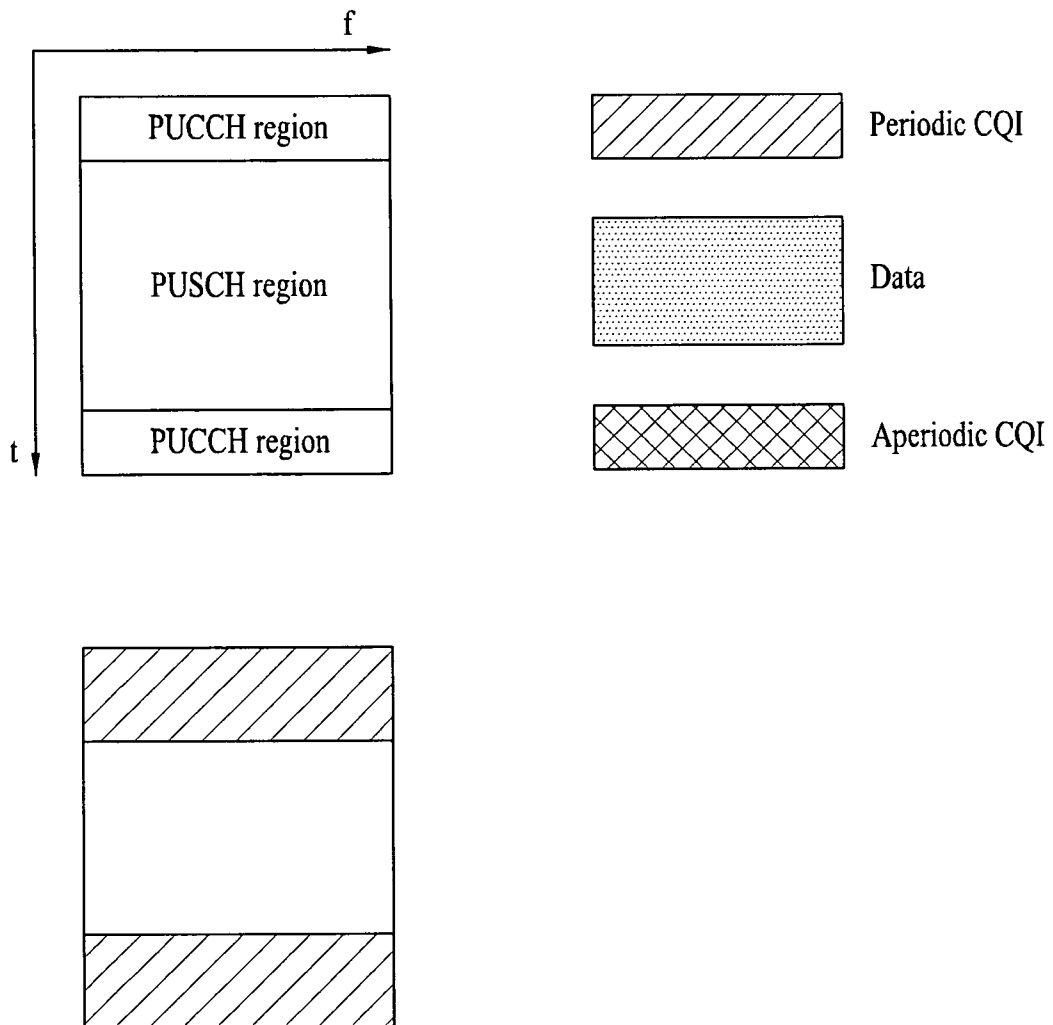 f
PUCCH region
PUSCH region
PUCCH region
t
Periodic CQI
Data
Aperiodic CQI